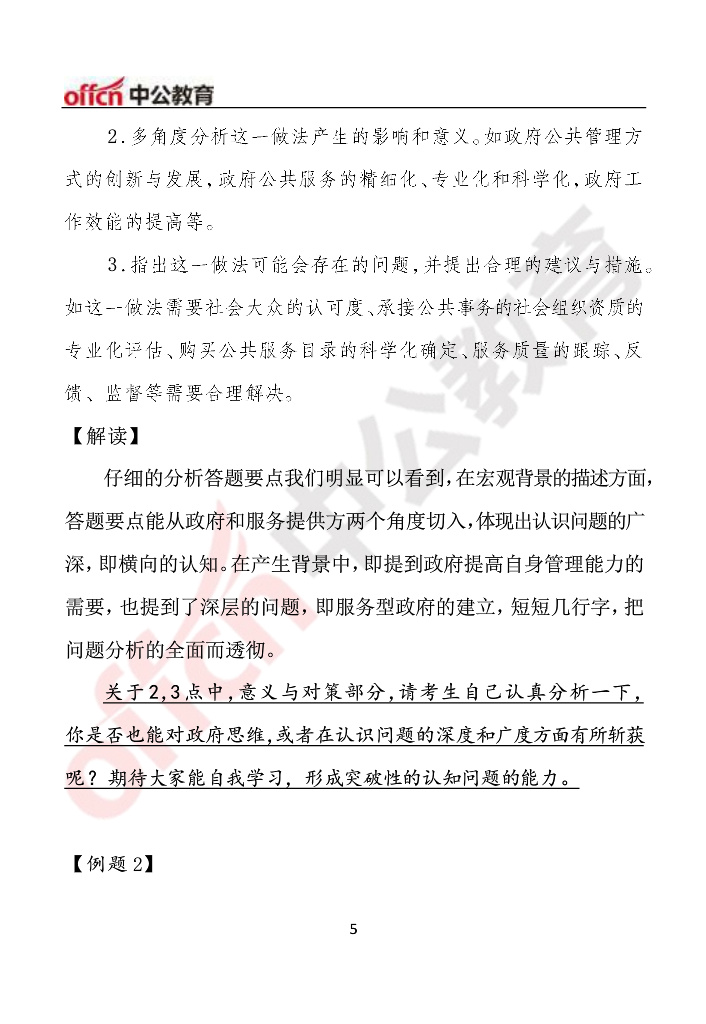 offcn 中公教育
2.多角度分析这一做法产生的影响和意义。如政府公共管理方
式的创新与发展,政府公共服务的精细化、专业化和科学化,政府工
作效能的提高等。
3.指出这一做法可能会存在的问题,并提出合理的建议与措施。
如这一做法需要社会大众的认可度、承接公共事务的社会组织资质的
专业化评估、购买公共服务目录的科学化确定、服务质量的跟踪、反
馈、监督等需要合理解决。
【解读】
仔细的分析答题要点我们明显可以看到,在宏观背景的描述方面,
答题要点能从政府和服务提供方两个角度切入,体现出认识问题的广
深,即横向的认知。在产生背景中,即提到政府提高自身管理能力的
需要,也提到了深层的问题,即服务型政府的建立,短短几行字,把
问题分析的全面而透彻。
关于2,3点中,意义与对策部分,请考生自己认真分析一下,
你是否也能对政府思维,或者在认识问题的深度和广度方面有所斩获
呢？期待大家能自我学习，形成突破性的认知问题的能力。
【例题2】
5
offcn 中公教育